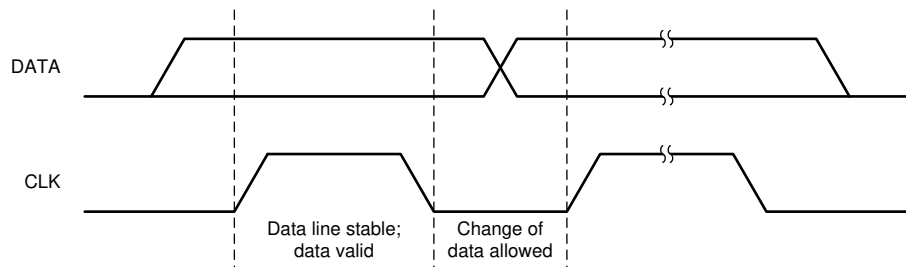 DATA
CLK
Data line stable;
data valid
Change of
data allowed